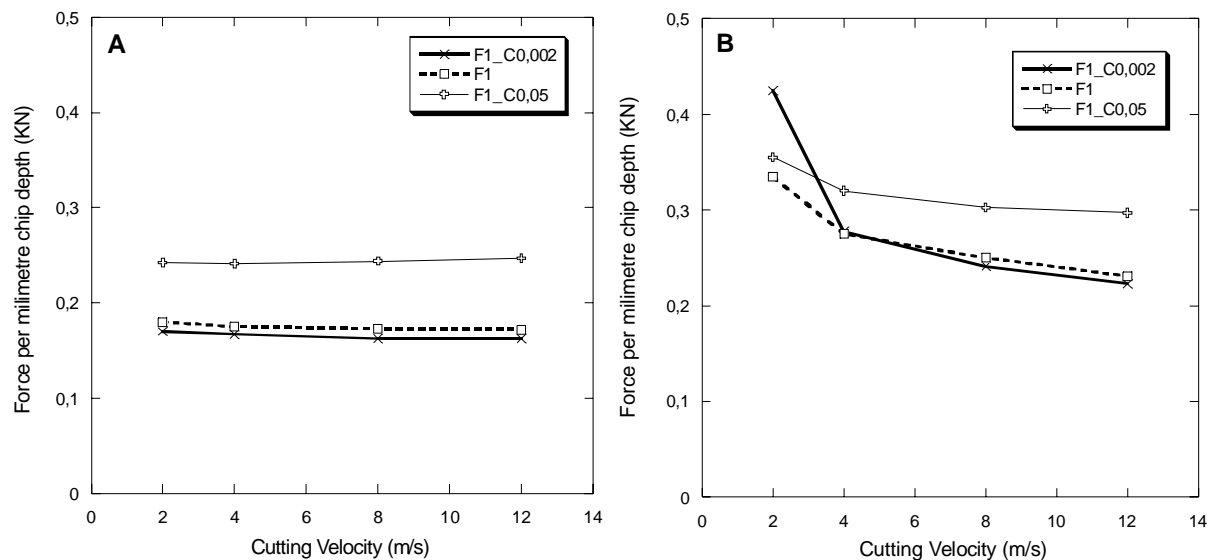 A
F1_C0,002
F1
F1_C0,05
Force per milimetre chip depth (KN)
0,5
0,4
0,3
0,2
0,1
0
0 2 4 6 8 10 12 14
Cutting Velocity (m/s)
B
F1_C0,002
F1
F1_C0,05
Force per milimetre chip depth (KN)
0,5
0,4
0,3
0,2
0,1
0
0 2 4 6 8 10 12 14
Cutting Velocity (m/s)